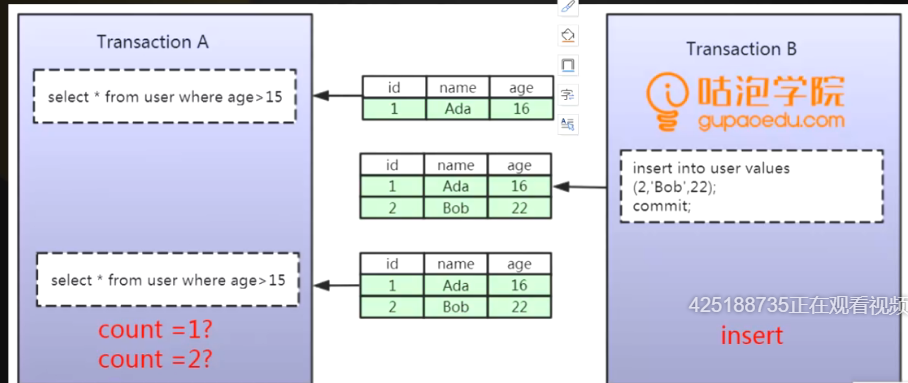 Transaction A
select * from user where age>15
id name age
1 Ada 16
Transaction B
咕泡学院
gupaoedu.com
insert into user values
(2,'Bob',22);
commit;
id name age
1 Ada 16
2 Bob 22
select * from user where age>15
id name age
1 Ada 16
2 Bob 22
425188735正在观看视频
count =1?
count =2?
insert